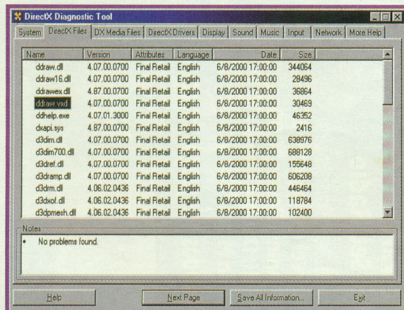 DirectX Diagnostic Tool
System DirectX Files DX Media Files DirectX Drivers Display Sound Music Input Network More Help
Name Version Attributes Language Date Size
ddraw.dll 4.07.00.0700 Final Retail English 6/8/2000 17:00:00 344064
ddraw16.dll 4.07.00.0700 Final Retail English 6/8/2000 17:00:00 28496
ddrawex.dll 4.87.00.0700 Final Retail English 6/8/2000 17:00:00 36864
ddraw.vxd 4.07.00.0700 Final Retail English 6/8/2000 17:00:00 30469
ddhelp.exe 4.07.01.3000 Final Retail English 6/8/2000 17:00:00 46352
dxapi.sys 4.87.00.0700 Final Retail English 6/8/2000 17:00:00 2416
d3dim.dll 4.07.00.0700 Final Retail English 6/8/2000 17:00:00 638976
d3dim700.dll 4.07.00.0700 Final Retail English 6/8/2000 17:00:00 688128
d3dref.dll 4.07.00.0700 Final Retail English 6/8/2000 17:00:00 155648
d3dramp.dll 4.07.00.0700 Final Retail English 6/8/2000 17:00:00 606208
d3drm.dll 4.06.02.0436 Final Retail English 6/8/2000 17:00:00 446464
d3dxof.dll 4.06.02.0436 Final Retail English 6/8/2000 17:00:00 118784
d3dpmesh.dll 4.06.02.0436 Final Retail English 6/8/2000 17:00:00 102400
Notes
• No problems found.
Help Next Page Save All Information... Exit